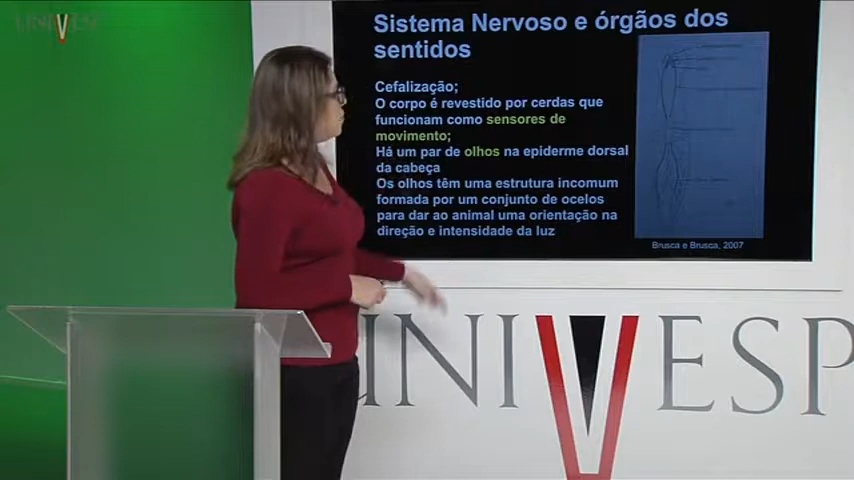 UNIVESP
Sistema Nervoso e órgãos dos
sentidos
Cefalização;
O corpo é revestido por cerdas que
funcionam como sensores de
movimento;
Há um par de olhos na epiderme dorsal
da cabeça
Os olhos têm uma estrutura incomum
formada por um conjunto de ocelos
para dar ao animal uma orientação na
direção e intensidade da luz
Brusca e Brusca, 2007
UNIVESP